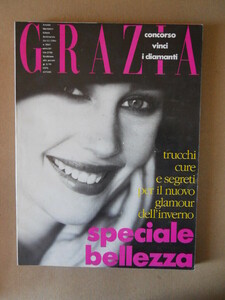 GRAZIA
concorso
vinci
i diamanti
trucchi
cure
e segreti
per il nuovo
glamour
dell'inverno
speciale
bellezza